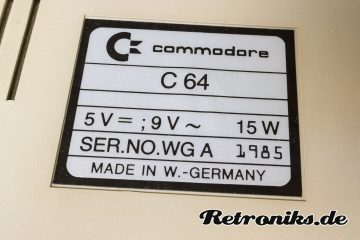 commodore
C 64
5 V ⎓ ; 9 V ~ 15 W
SER.NO.WG A 1985
MADE IN W.-GERMANY
Retroniks.de